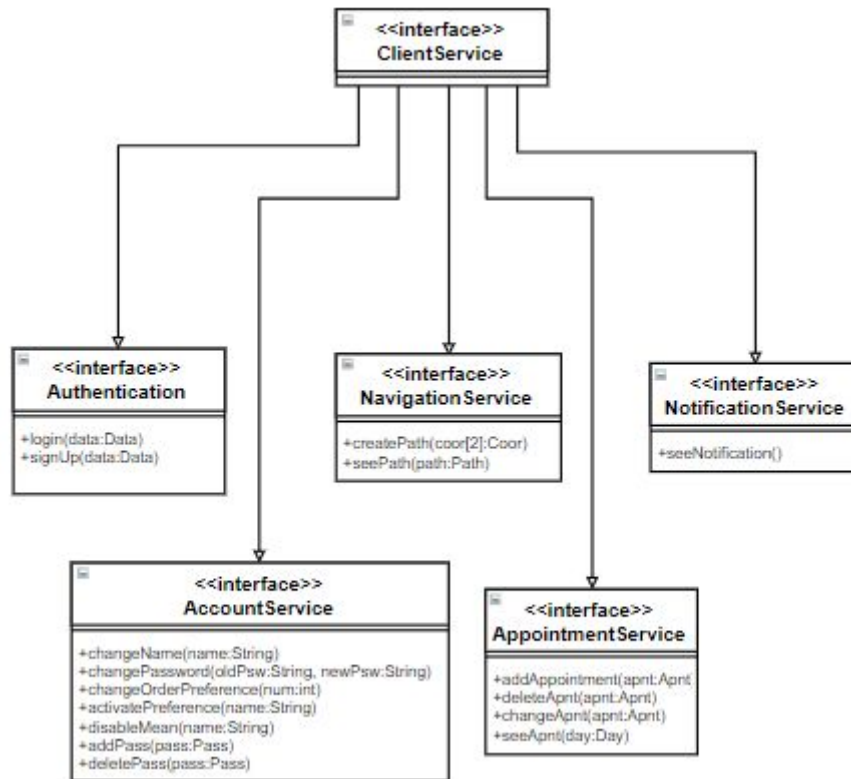 <<interface>>
ClientService
<<interface>>
Authentication
+login(data:Data)
+signUp(data:Data)
<<interface>>
NavigationService
+createPath(coor[2]:Coor)
+seePath(path:Path)
<<interface>>
NotificationService
+seeNotification()
<<interface>>
AccountService
+changeName(name:String)
+changePassword(oldPsw:String, newPsw:String)
+changeOrderPreference(num:int)
+activatePreference(name:String)
+disableMean(name:String)
+addPass(pass:Pass)
+deletePass(pass:Pass)
<<interface>>
AppointmentService
+addAppointment(apnt:Apnt
+deleteApnt(apnt:Apnt)
+changeApnt(apnt:Apnt)
+seeApnt(day:Day)